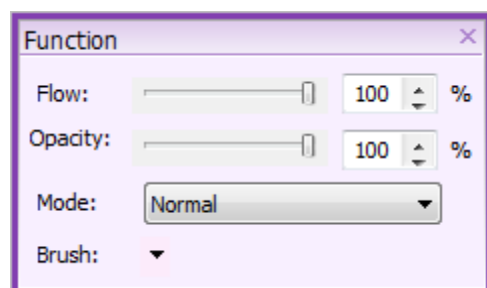 Function
Flow: 100 %
Opacity: 100 %
Mode: Normal
Brush: